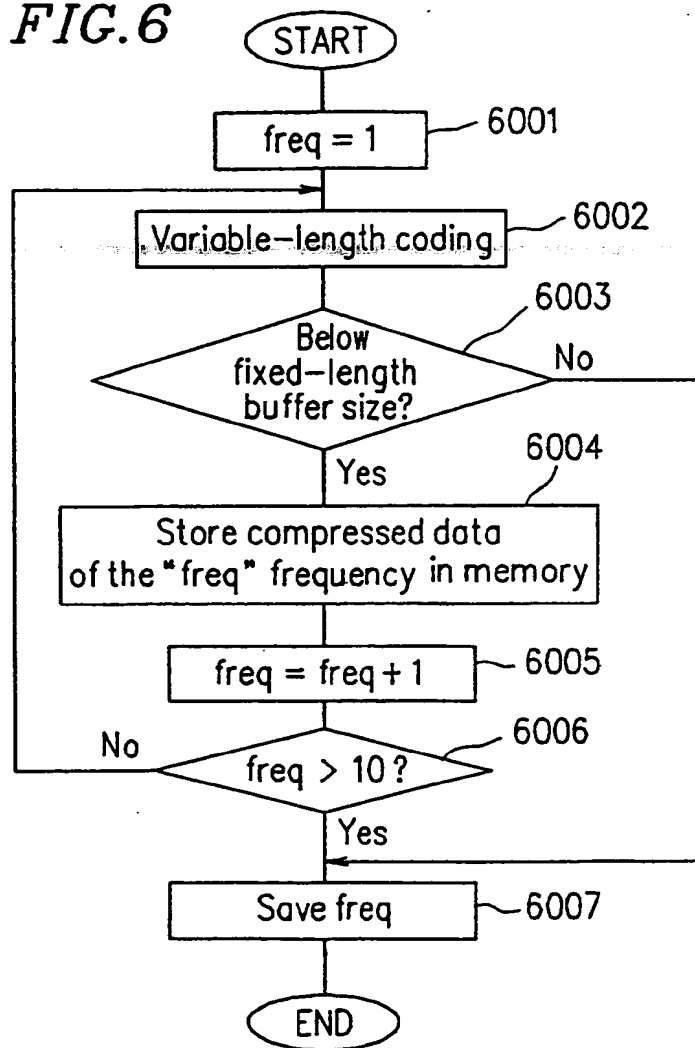 FIG.6
START
freq = 1
6001
Variable-length coding
6002
6003
Below
fixed-length
buffer size?
No
Yes
6004
Store compressed data
of the "freq" frequency in memory
freq = freq + 1
6005
6006
No
freq > 10 ?
Yes
Save freq
6007
END